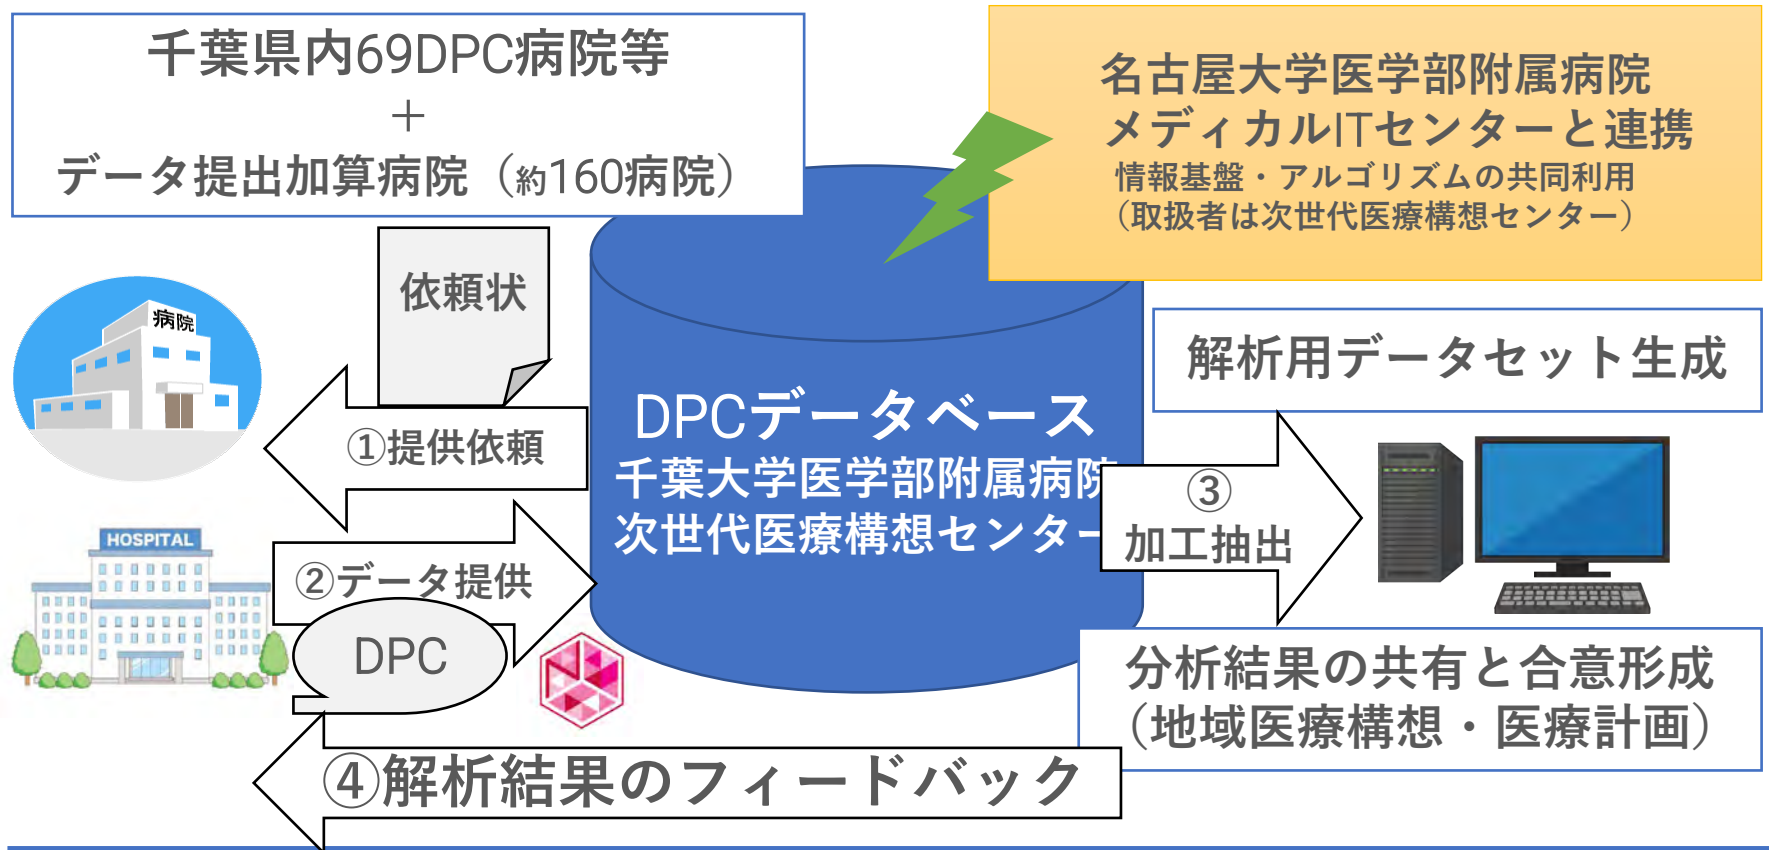 千葉県内69DPC病院等
＋
データ提出加算病院（約160病院）
名古屋大学医学部附属病院
メディカルITセンターと連携
情報基盤・アルゴリズムの共同利用
（取扱者は次世代医療構想センター）
依頼状
病院
①提供依頼
HOSPITAL
②データ提供
DPC
DPCデータベース
千葉大学医学部附属病院
次世代医療構想センター
解析用データセット生成
③
加工抽出
分析結果の共有と合意形成
（地域医療構想・医療計画）
④解析結果のフィードバック